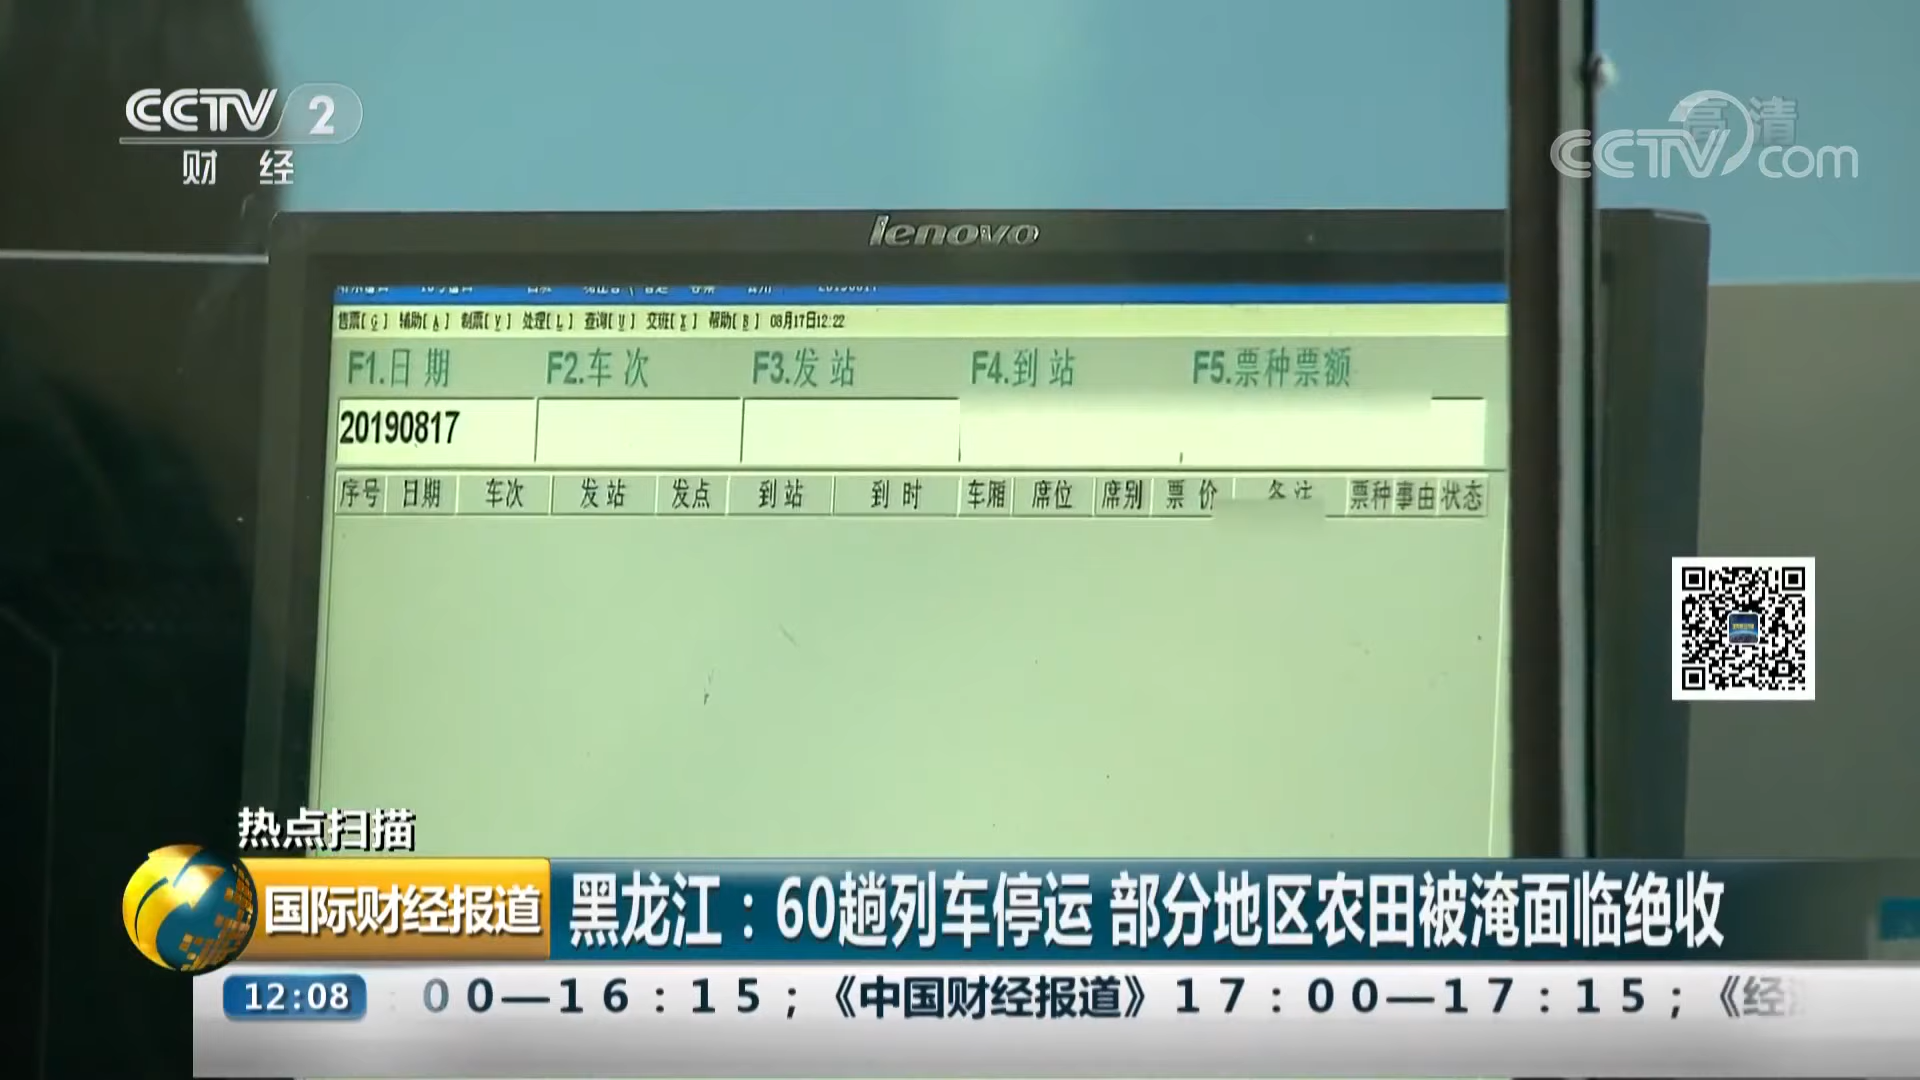 CCTV 2
财 经
高清
CCTV.com
lenovo
售票[G] 辅助[A] 制票[V] 处理[L] 查询[U] 交班[X] 帮助[B] 08月17日12:22
F1.日 期 F2.车 次 F3.发 站 F4.到 站 F5.票种票额
20190817
序号 日期 车次 发 站 发点 到 站 到 时 车厢 席位 席别 票 价 备 注 票种 事由 状态
热点扫描
国际财经报道 黑龙江：60趟列车停运 部分地区农田被淹面临绝收
12:08 00—16:15；《中国财经报道》17:00—17:15；《经